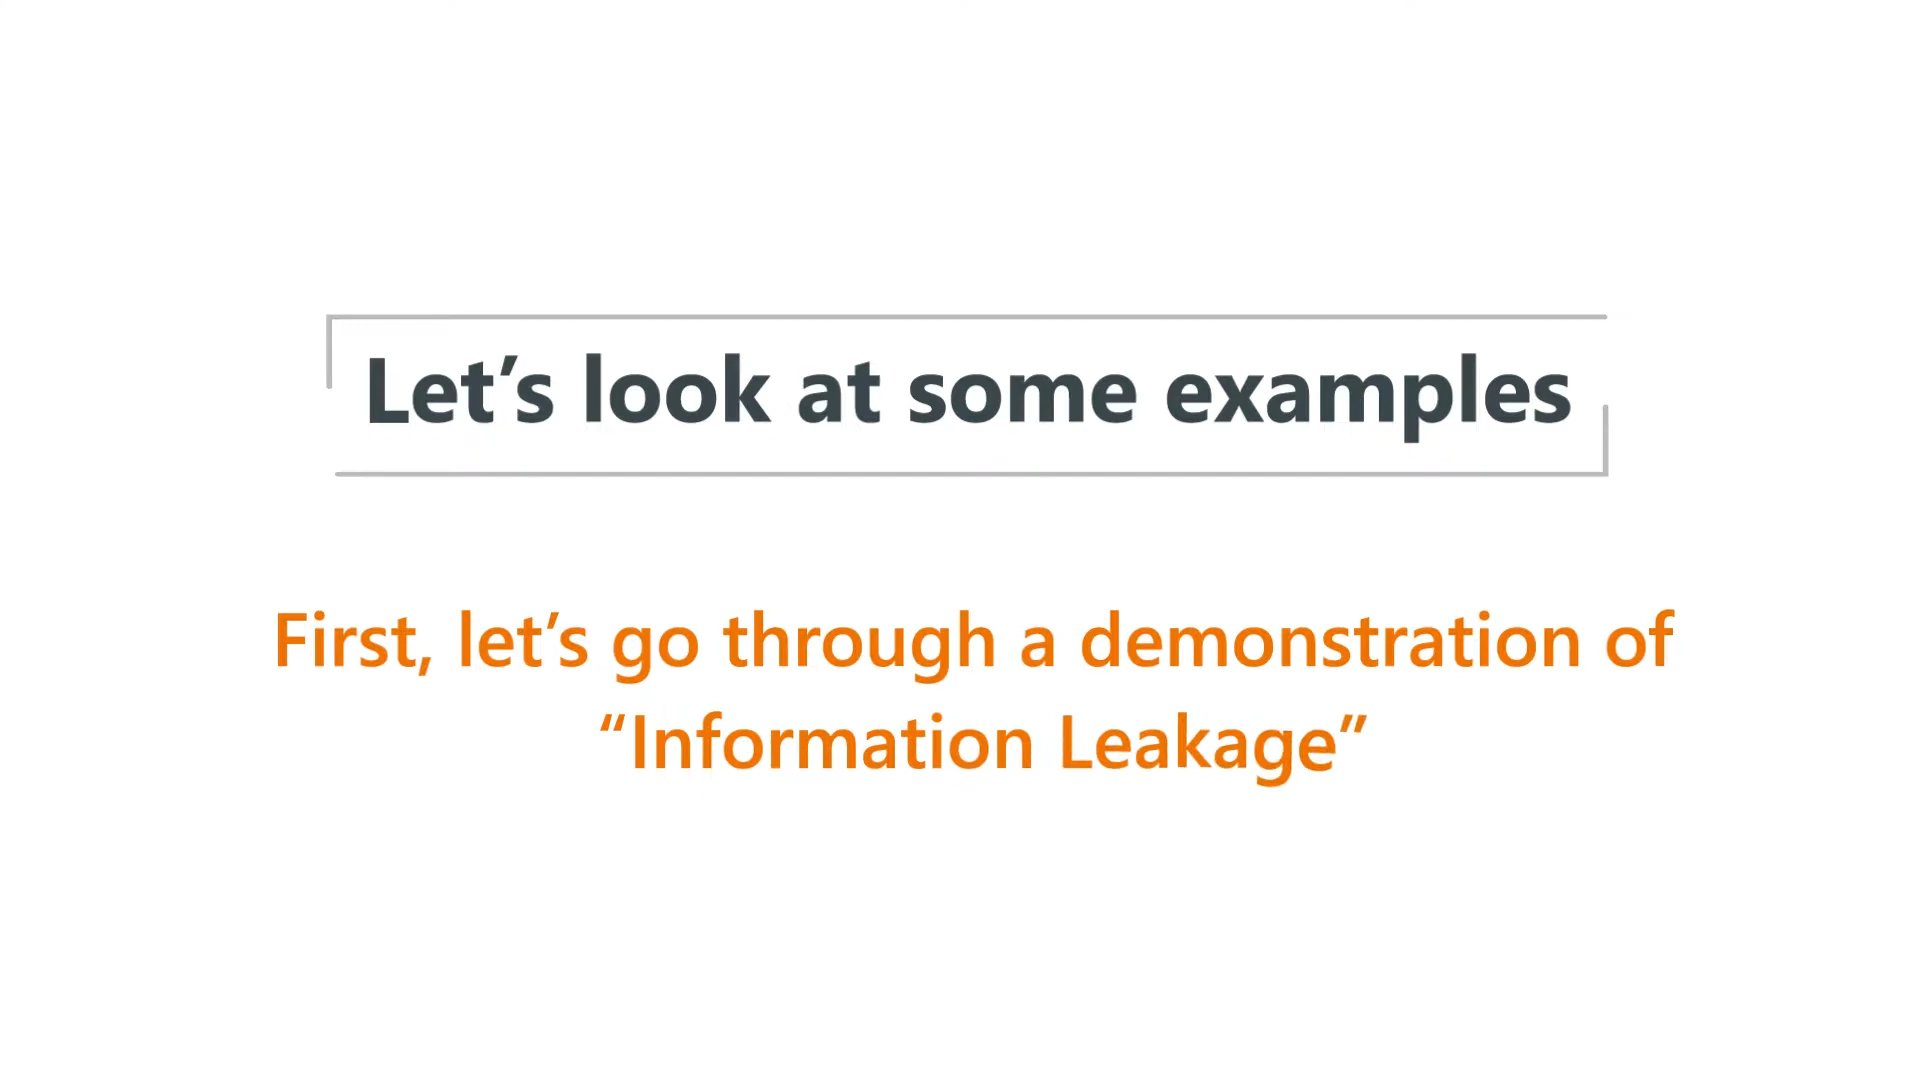 Let’s look at some examples
First, let’s go through a demonstration of
“Information Leakage”